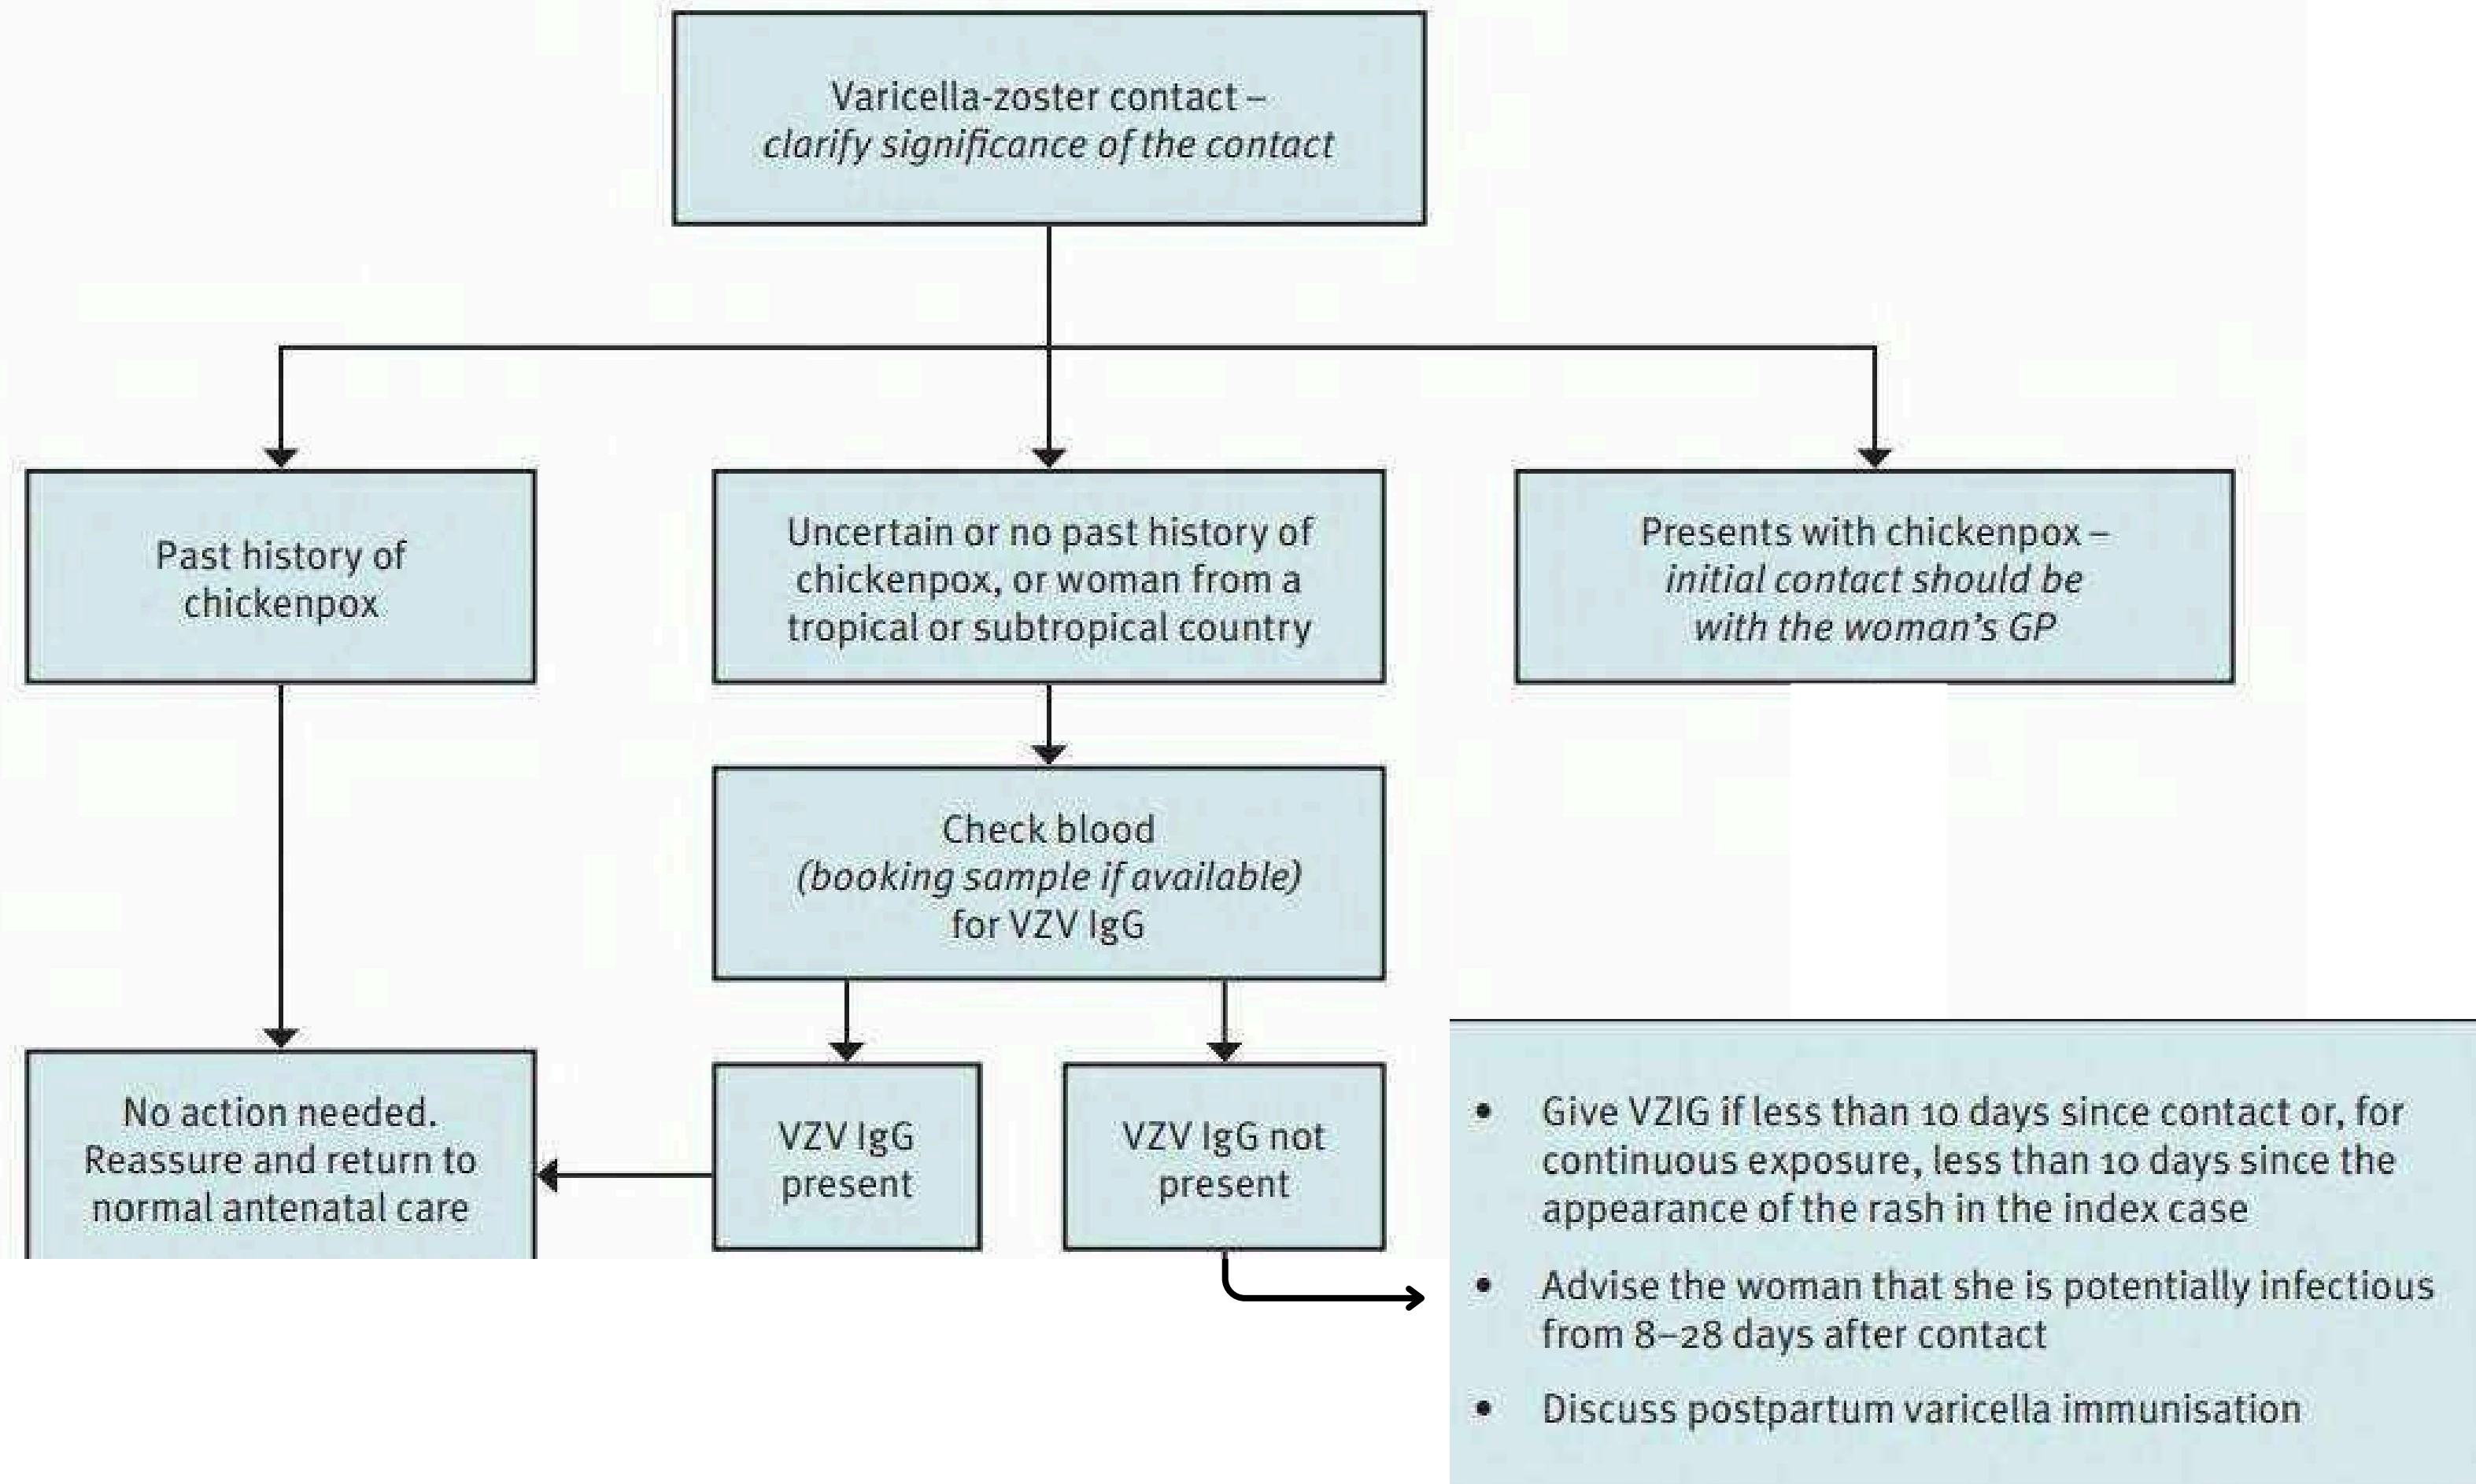 Varicella-zoster contact –
clarify significance of the contact
Past history of
chickenpox
Uncertain or no past history of
chickenpox, or woman from a
tropical or subtropical country
Presents with chickenpox –
initial contact should be
with the woman’s GP
Check blood
(booking sample if available)
for VZV IgG
No action needed.
Reassure and return to
normal antenatal care
VZV IgG
present
VZV IgG not
present
• Give VZIG if less than 10 days since contact or, for
continuous exposure, less than 10 days since the
appearance of the rash in the index case
• Advise the woman that she is potentially infectious
from 8–28 days after contact
• Discuss postpartum varicella immunisation